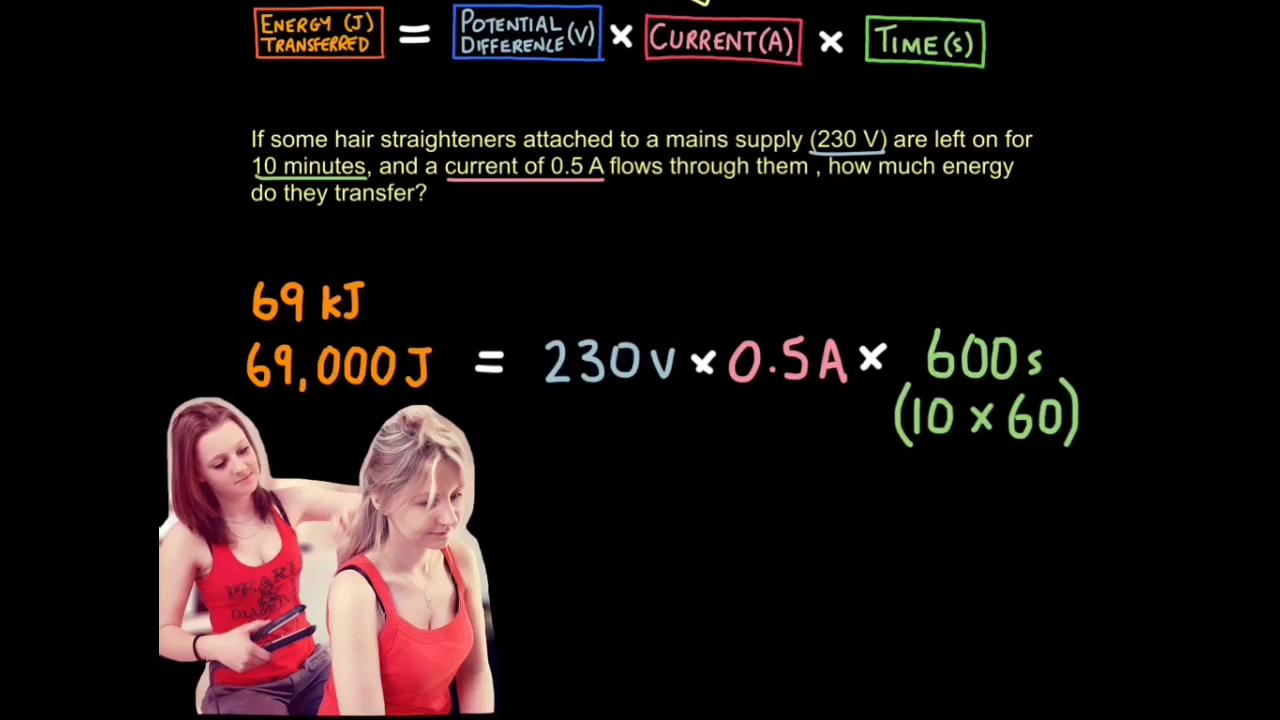 ENERGY (J) TRANSFERRED = POTENTIAL DIFFERENCE (V) × CURRENT (A) × TIME (s)
If some hair straighteners attached to a mains supply (230 V) are left on for
10 minutes, and a current of 0.5 A flows through them , how much energy
do they transfer?
69 kJ
69,000 J = 230 V × 0.5 A × 600 s
(10 × 60)
PEARL
&